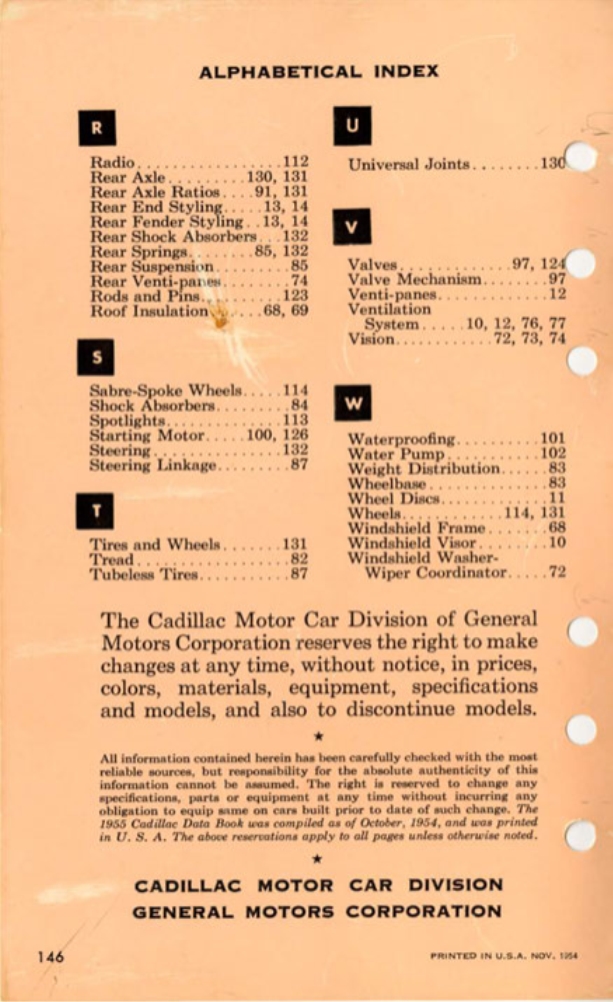 ALPHABETICAL INDEX
R
Radio................112
Rear Axle.........130, 131
Rear Axle Ratios....91, 131
Rear End Styling.....13, 14
Rear Fender Styling..13, 14
Rear Shock Absorbers...132
Rear Springs........85, 132
Rear Suspension.........85
Rear Venti-panes........74
Rods and Pins..........123
Roof Insulation......68, 69
S
Sabre-Spoke Wheels.....114
Shock Absorbers.........84
Spotlights.............113
Starting Motor.....100, 126
Steering...............132
Steering Linkage........87
T
Tires and Wheels.......131
Tread..................82
Tubeless Tires..........87
U
Universal Joints........130
V
Valves.............97, 124
Valve Mechanism........97
Venti-panes.............12
Ventilation
System.....10, 12, 76, 77
Vision...........72, 73, 74
W
Waterproofing..........101
Water Pump...........102
Weight Distribution......83
Wheelbase..............83
Wheel Discs............11
Wheels...........114, 131
Windshield Frame.......68
Windshield Visor........10
Windshield Washer-
Wiper Coordinator.....72
The Cadillac Motor Car Division of General
Motors Corporation reserves the right to make
changes at any time, without notice, in prices,
colors, materials, equipment, specifications
and models, and also to discontinue models.
★
All information contained herein has been carefully checked with the most
reliable sources, but responsibility for the absolute authenticity of this
information cannot be assumed. The right is reserved to change any
specifications, parts or equipment at any time without incurring any
obligation to equip same on cars built prior to date of such change. The
1955 Cadillac Data Book was compiled as of October, 1954, and was printed
in U. S. A. The above reservations apply to all pages unless otherwise noted.
★
CADILLAC MOTOR CAR DIVISION
GENERAL MOTORS CORPORATION
146
PRINTED IN U.S.A. NOV. 1954